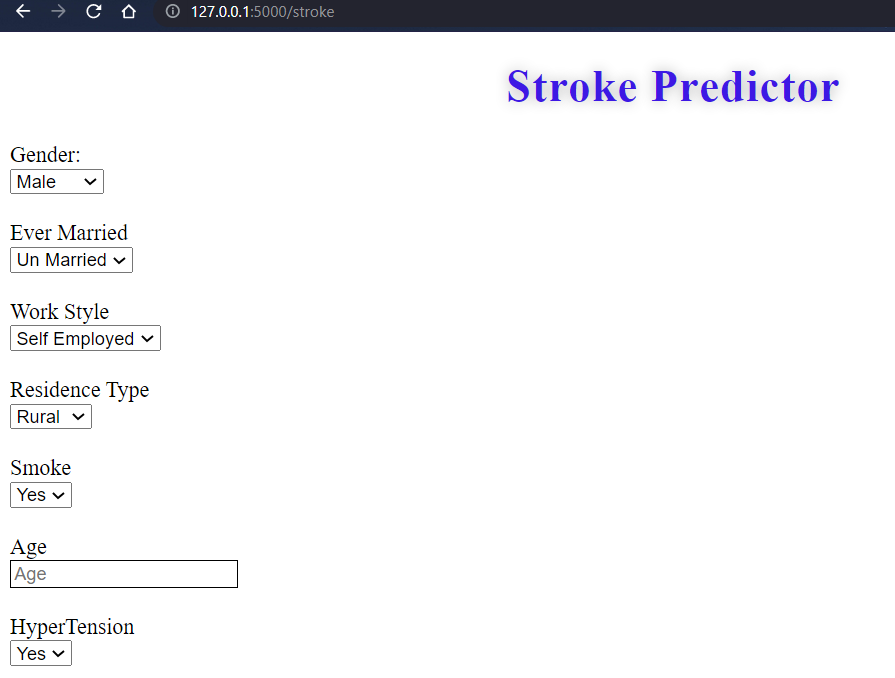 127.0.0.1:5000/stroke
Stroke Predictor
Gender:
Male
Ever Married
Un Married
Work Style
Self Employed
Residence Type
Rural
Smoke
Yes
Age
Age
HyperTension
Yes